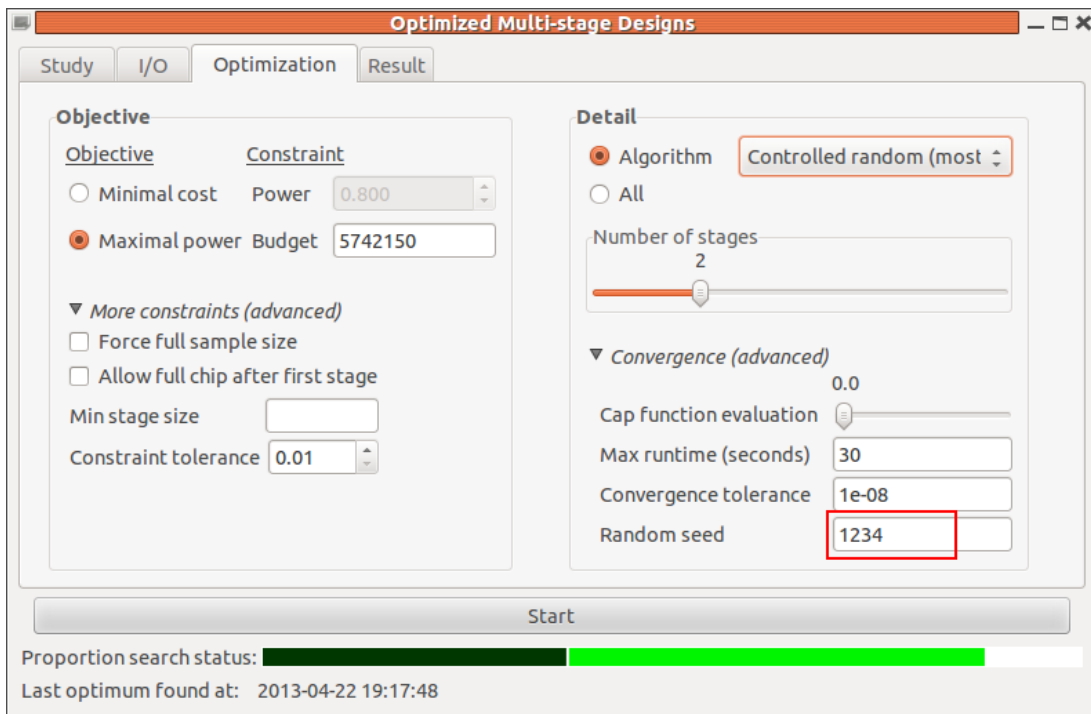 Optimized Multi-stage Designs
Study I/O Optimization Result
Objective
Objective Constraint
Minimal cost Power 0.800
Maximal power Budget 5742150
More constraints (advanced)
Force full sample size
Allow full chip after first stage
Min stage size
Constraint tolerance 0.01
Detail
Algorithm Controlled random (most
All
Number of stages
2
Convergence (advanced)
0.0
Cap function evaluation
Max runtime (seconds) 30
Convergence tolerance 1e-08
Random seed 1234
Start
Proportion search status:
Last optimum found at: 2013-04-22 19:17:48